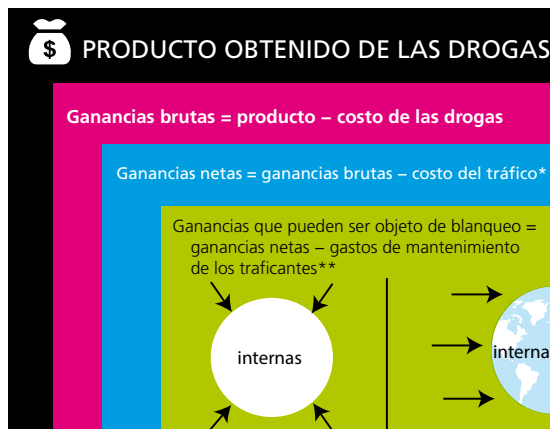 $
PRODUCTO OBTENIDO DE LAS DROGAS
Ganancias brutas = producto – costo de las drogas
Ganancias netas = ganancias brutas – costo del tráfico*
Ganancias que pueden ser objeto de blanqueo =
ganancias netas – gastos de mantenimiento
de los traficantes**
internas